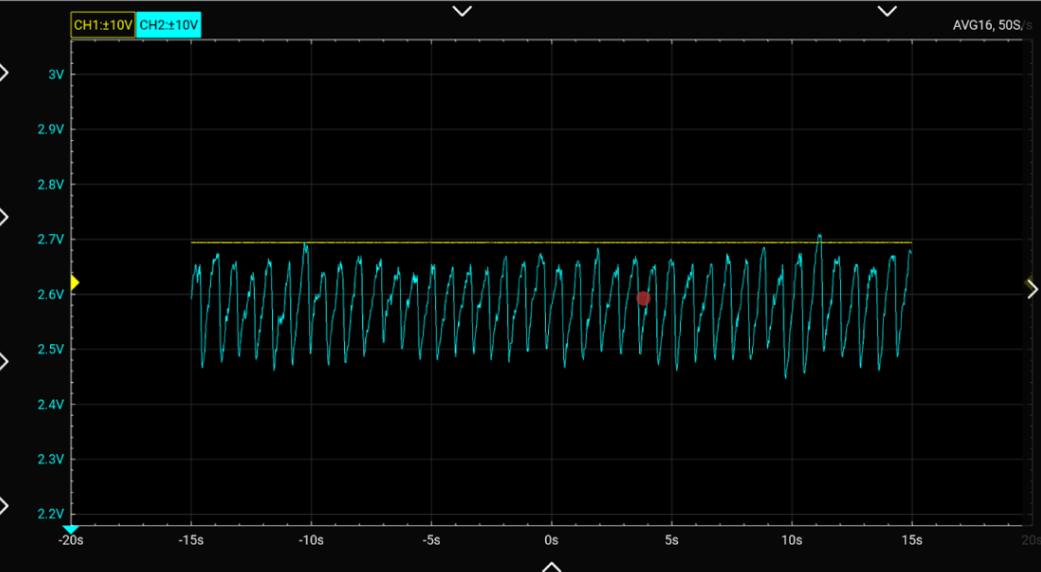 CH1:±10V CH2:±10V AVG16, 50S/s
3V
2.9V
2.8V
2.7V
2.6V
2.5V
2.4V
2.3V
2.2V
-20s -15s -10s -5s 0s 5s 10s 15s 20s